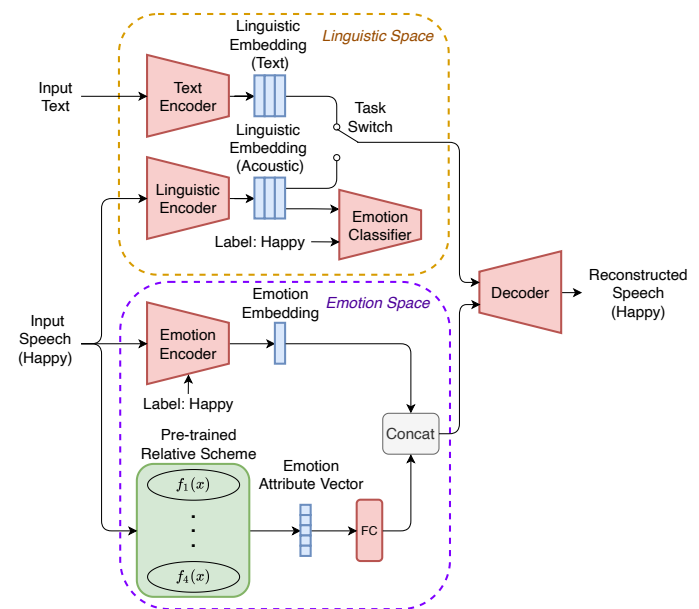 Linguistic Space
Linguistic
Embedding
(Text)
Input
Text
Text
Encoder
Task
Switch
Linguistic
Embedding
(Acoustic)
Linguistic
Encoder
Emotion
Classifier
Label: Happy
Input
Speech
(Happy)
Emotion Space
Emotion
Embedding
Emotion
Encoder
Label: Happy
Decoder
Reconstructed
Speech
(Happy)
Concat
Pre-trained
Relative Scheme
f₁(x)
.
.
.
.
f₄(x)
Emotion
Attribute Vector
FC